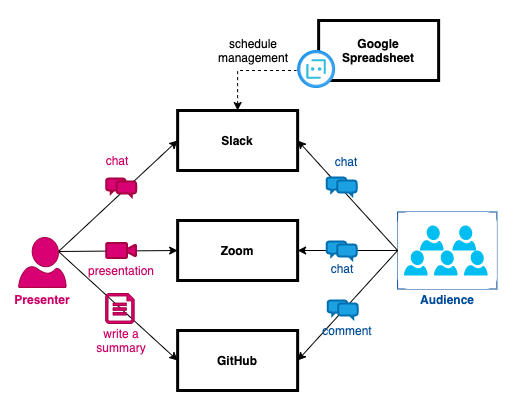 Google
Spreadsheet
schedule
management
Slack
chat
chat
Zoom
presentation
chat
Presenter
Audience
write a
summary
comment
GitHub